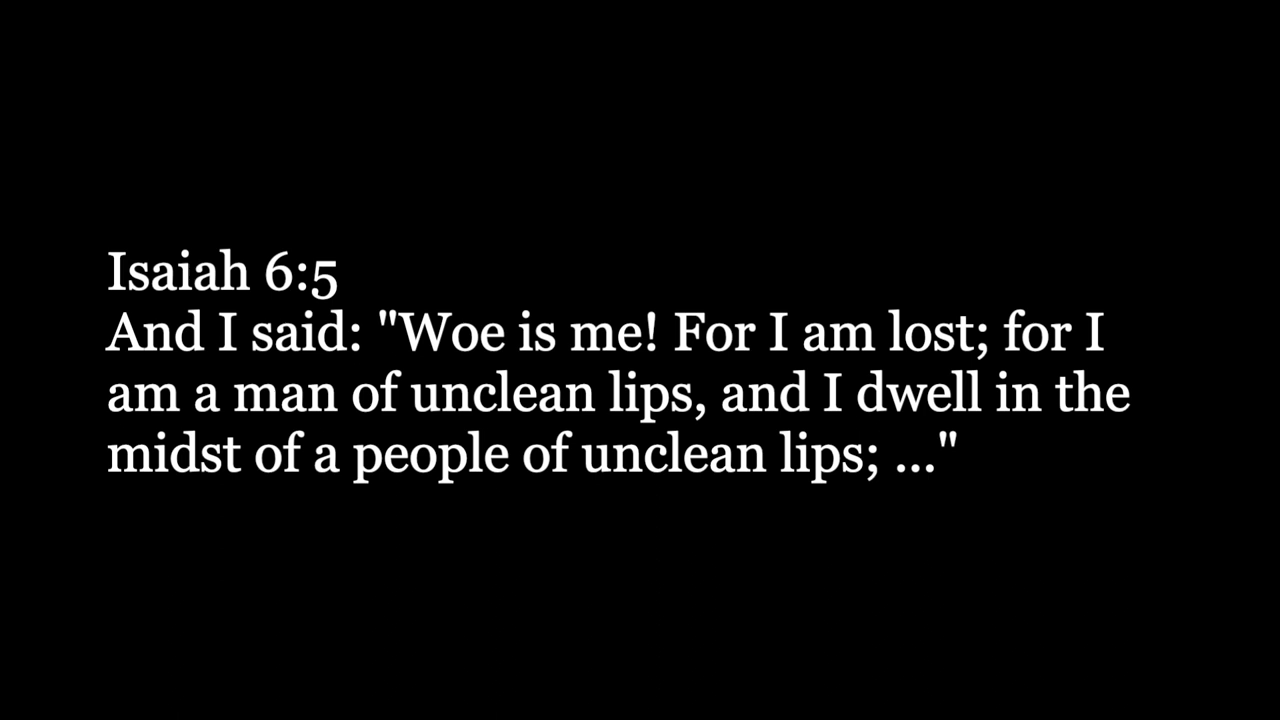 Isaiah 6:5
And I said: "Woe is me! For I am lost; for I
am a man of unclean lips, and I dwell in the
midst of a people of unclean lips; ..."